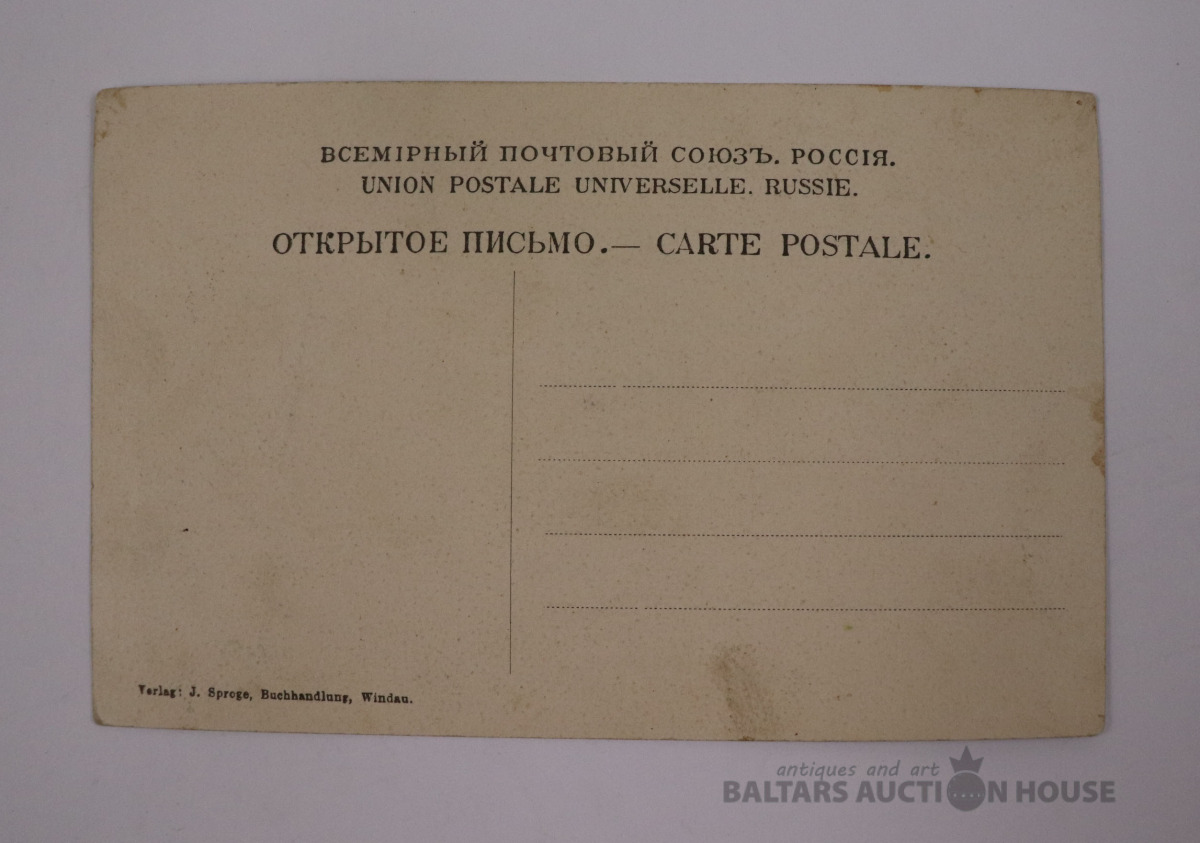 ВСЕМІРНЫЙ ПОЧТОВЫЙ СОЮЗЪ. РОССІЯ.
UNION POSTALE UNIVERSELLE. RUSSIE.
ОТКРЫТОЕ ПИСЬМО.— CARTE POSTALE.
Verlag: J. Sproge, Buchhandlung, Windau.
antiques and art
BALTARS AUCTION HOUSE